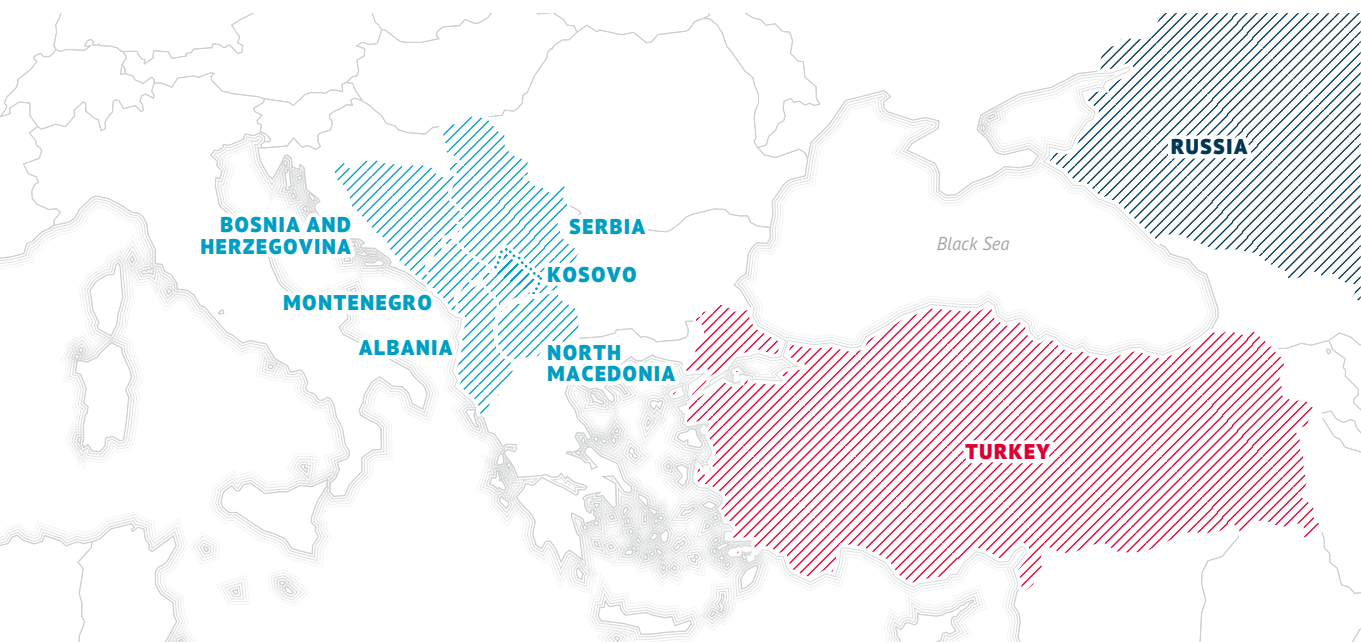 RUSSIA
BOSNIA AND
HERZEGOVINA
SERBIA
Black Sea
KOSOVO
MONTENEGRO
ALBANIA
NORTH
MACEDONIA
TURKEY